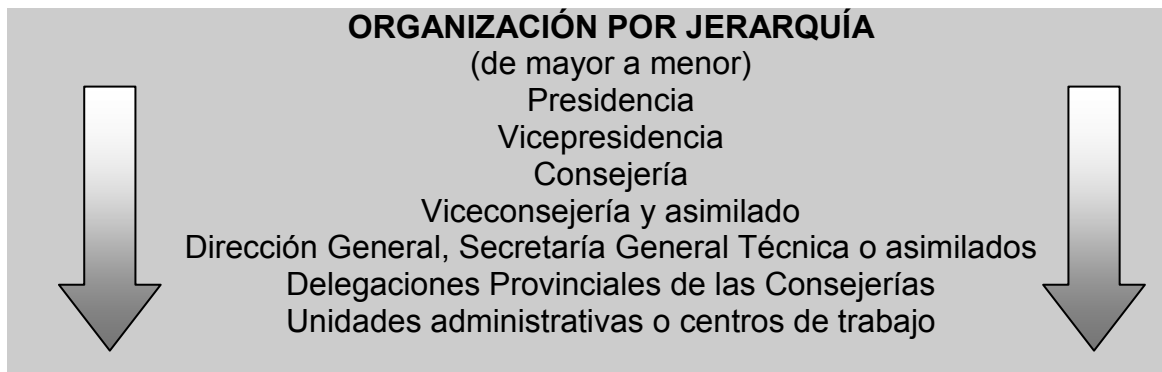 ORGANIZACIÓN POR JERARQUÍA
(de mayor a menor)
Presidencia
Vicepresidencia
Consejería
Viceconsejería y asimilado
Dirección General, Secretaría General Técnica o asimilados
Delegaciones Provinciales de las Consejerías
Unidades administrativas o centros de trabajo